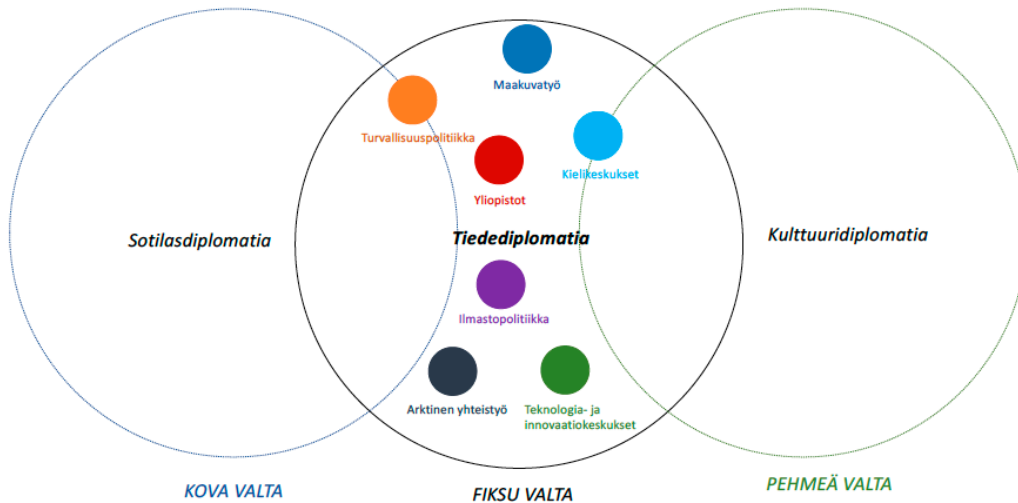 Maakuvatyö
Turvallisuuspolitiikka
Kielikeskukset
Yliopistot
Sotilasdiplomatia
Tiedediplomatia
Kulttuuridiplomatia
Ilmastopolitiikka
Arktinen yhteistyö
Teknologia- ja
innovaatiokeskukset
KOVA VALTA
FIKSU VALTA
PEHMEÄ VALTA